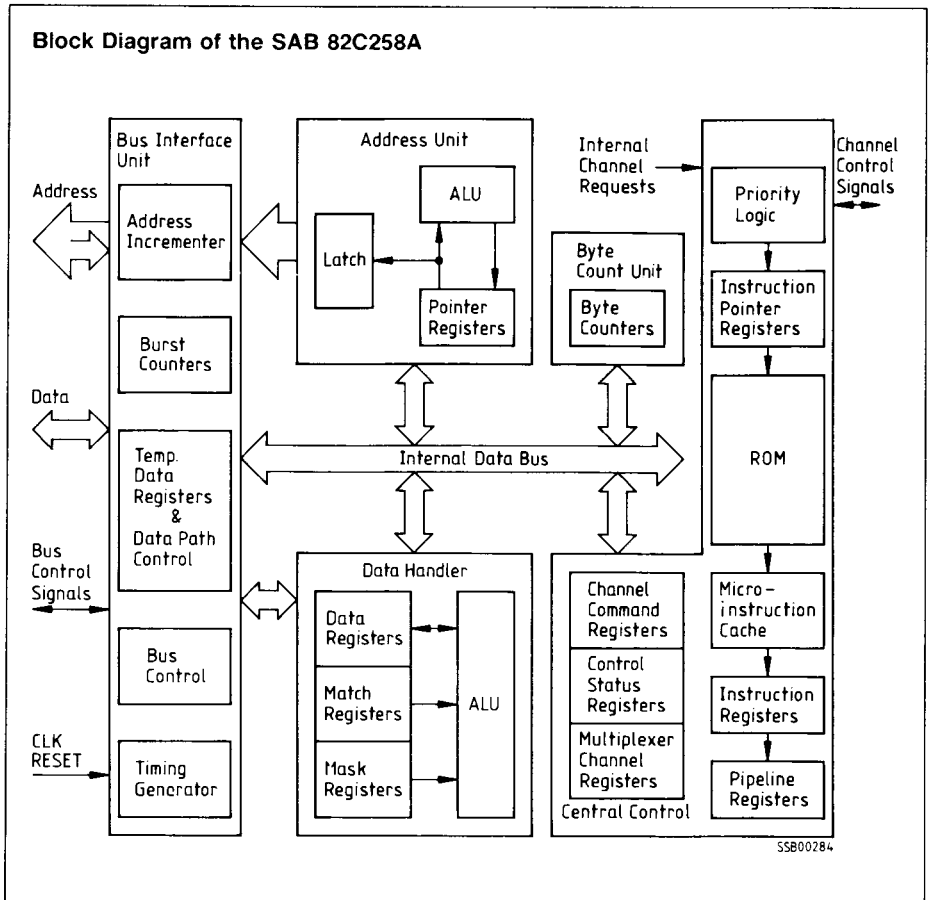 Block Diagram of the SAB 82C258A
Bus Interface
Unit
Address
Address
Incrementer
Burst
Counters
Data
Temp.
Data
Registers
&
Data Path
Control
Bus
Control
Signals
Bus
Control
CLK
RESET
Timing
Generator
Address Unit
ALU
Latch
Pointer
Registers
Internal
Channel
Requests
Byte
Count Unit
Byte
Counters
Internal Data Bus
Data Handler
Data
Registers
Match
Registers
Mask
Registers
ALU
Channel
Control
Signals
Priority
Logic
Instruction
Pointer
Registers
ROM
Micro-
instruction
Cache
Instruction
Registers
Pipeline
Registers
Channel
Command
Registers
Control
Status
Registers
Multiplexer
Channel
Registers
Central Control
SSB00284